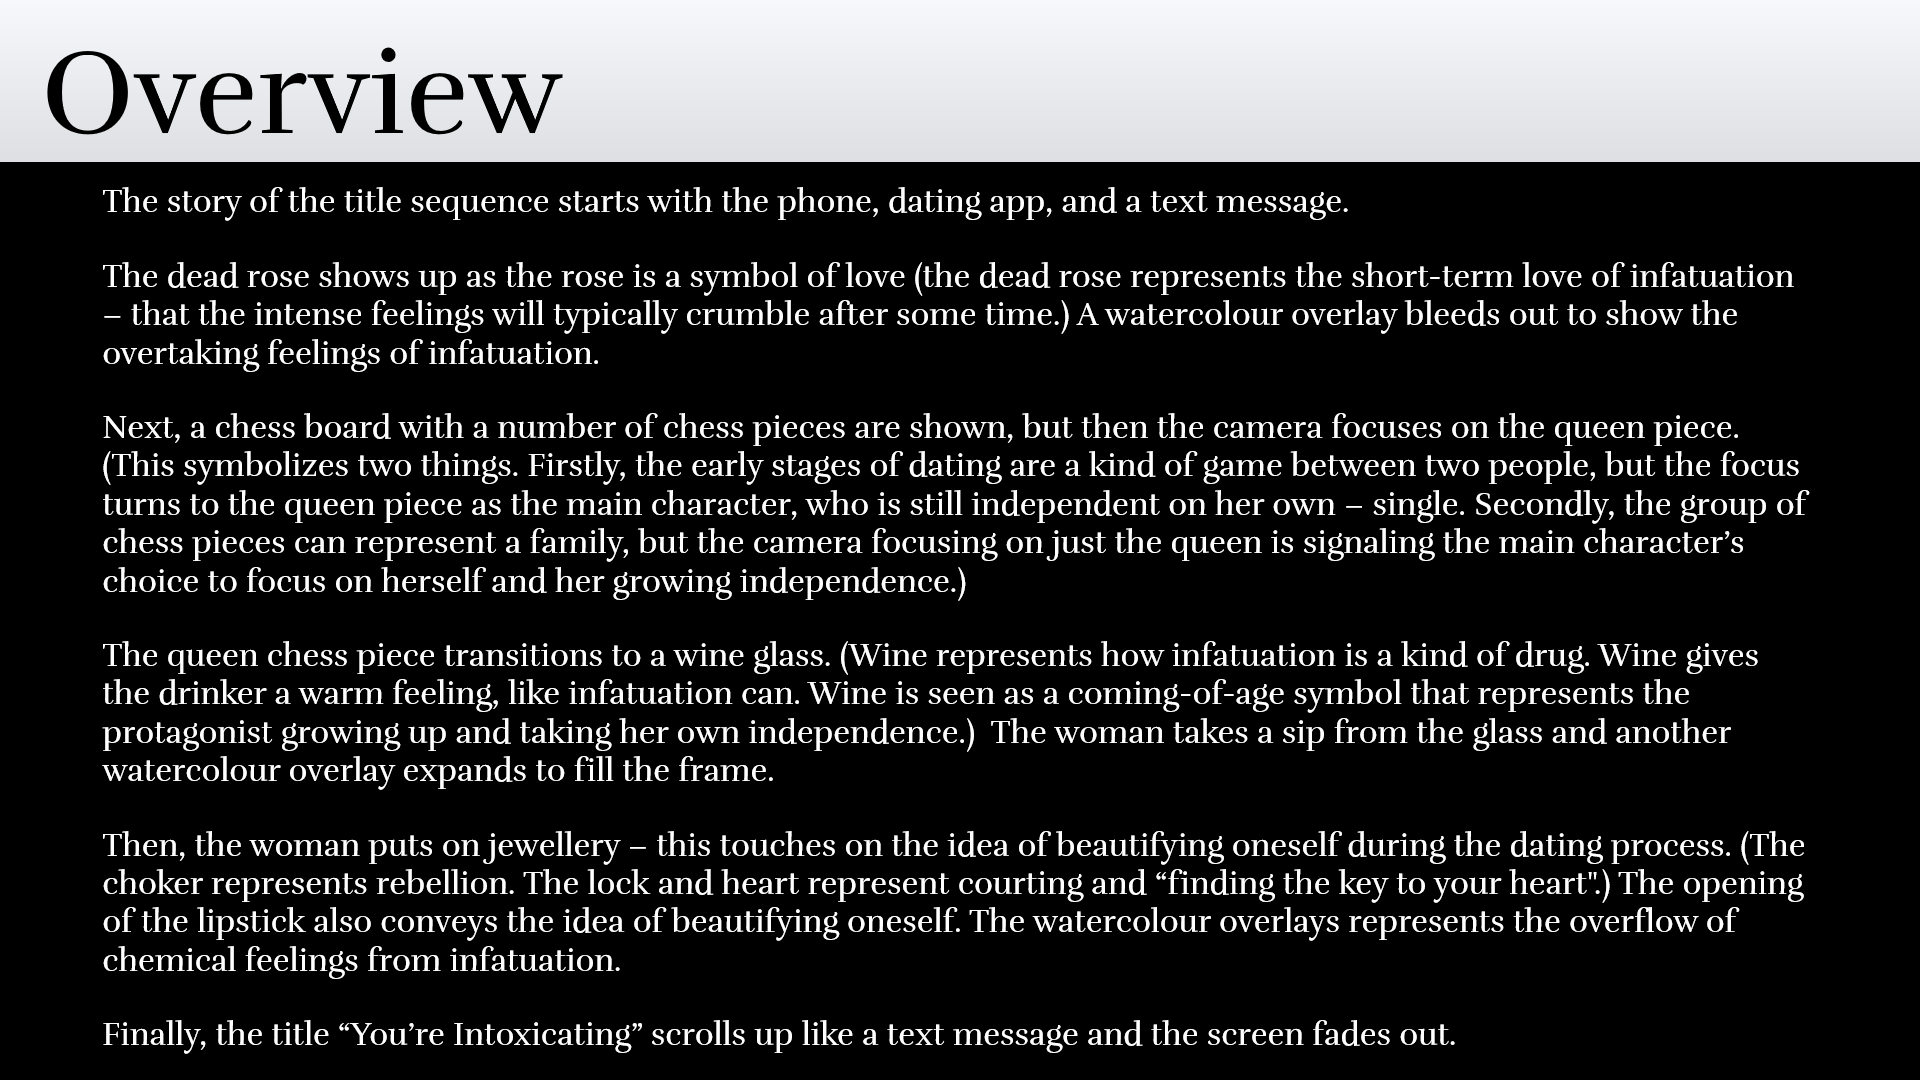 Overview
The story of the title sequence starts with the phone, dating app, and a text message.
The dead rose shows up as the rose is a symbol of love (the dead rose represents the short-term love of infatuation
– that the intense feelings will typically crumble after some time.) A watercolour overlay bleeds out to show the
overtaking feelings of infatuation.
Next, a chess board with a number of chess pieces are shown, but then the camera focuses on the queen piece.
(This symbolizes two things. Firstly, the early stages of dating are a kind of game between two people, but the focus
turns to the queen piece as the main character, who is still independent on her own – single. Secondly, the group of
chess pieces can represent a family, but the camera focusing on just the queen is signaling the main character’s
choice to focus on herself and her growing independence.)
The queen chess piece transitions to a wine glass. (Wine represents how infatuation is a kind of drug. Wine gives
the drinker a warm feeling, like infatuation can. Wine is seen as a coming-of-age symbol that represents the
protagonist growing up and taking her own independence.)  The woman takes a sip from the glass and another
watercolour overlay expands to fill the frame.
Then, the woman puts on jewellery – this touches on the idea of beautifying oneself during the dating process. (The
choker represents rebellion. The lock and heart represent courting and “finding the key to your heart".) The opening
of the lipstick also conveys the idea of beautifying oneself. The watercolour overlays represents the overflow of
chemical feelings from infatuation.
Finally, the title “You’re Intoxicating” scrolls up like a text message and the screen fades out.